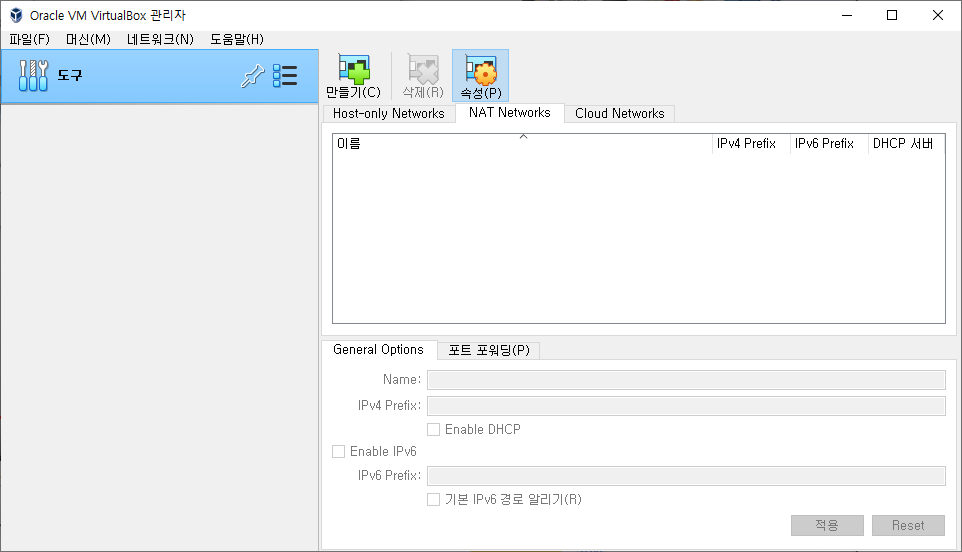 Oracle VM VirtualBox 관리자
파일(F) 머신(M) 네트워크(N) 도움말(H)
도구
만들기(C) 삭제(R) 속성(P)
Host-only Networks NAT Networks Cloud Networks
이름 IPv4 Prefix IPv6 Prefix DHCP 서버
General Options 포트 포워딩(P)
Name:
IPv4 Prefix:
Enable DHCP
Enable IPv6
IPv6 Prefix:
기본 IPv6 경로 알리기(R)
적용 Reset